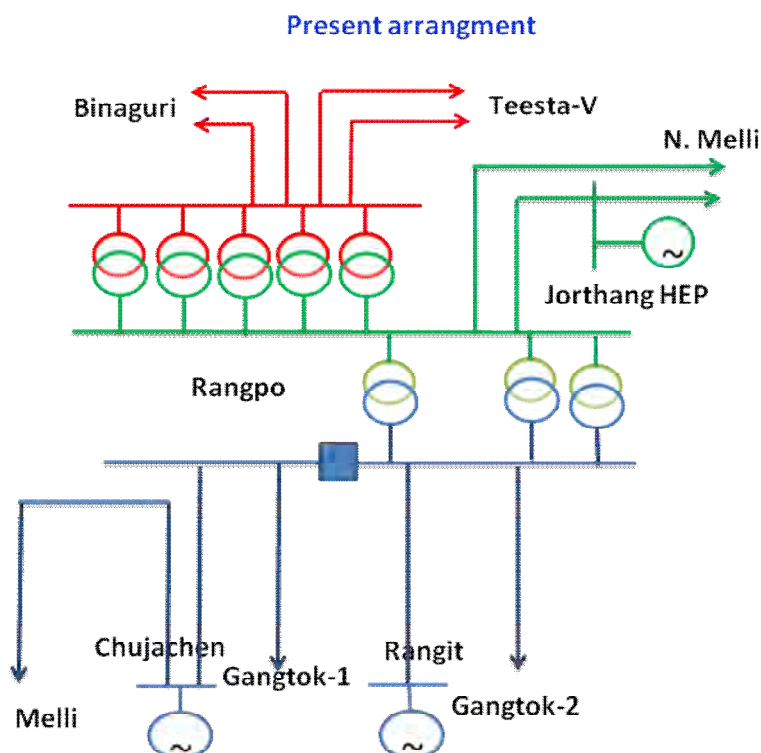 Present arrangment
Binaguri
Teesta-V
N. Melli
~
Jorthang HEP
Rangpo
Chujachen
Rangit
Gangtok-1
Gangtok-2
Melli
~
~